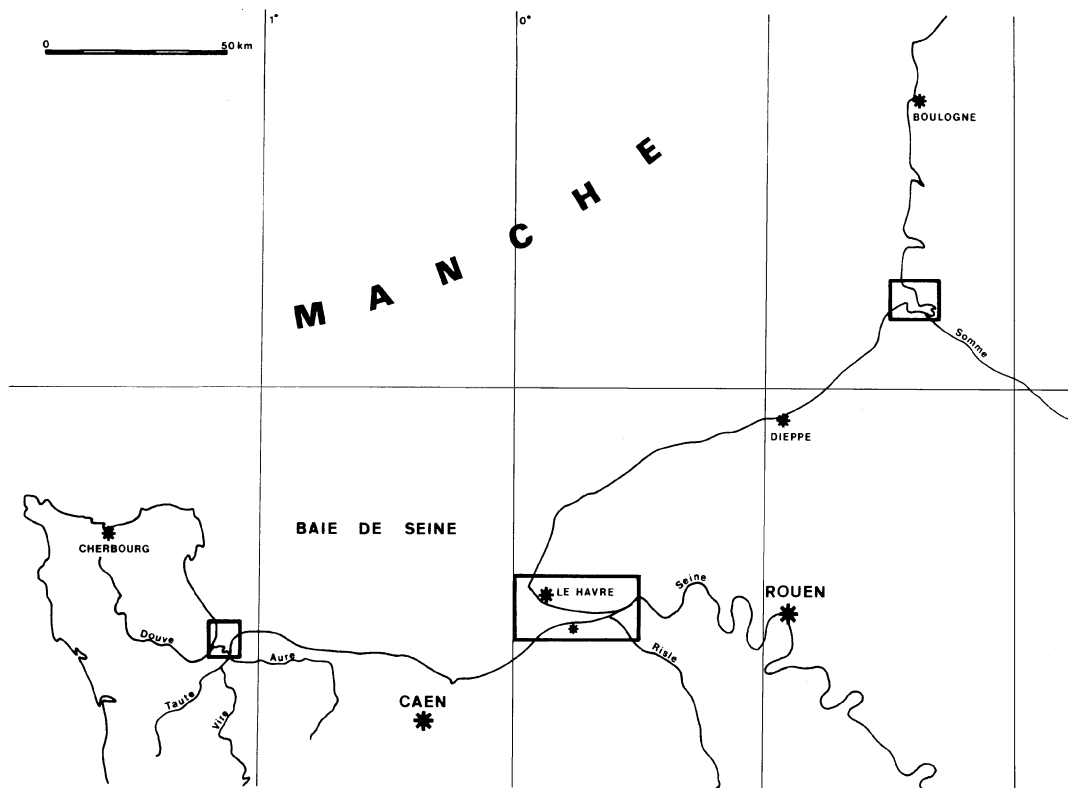 1°
0°
0 50 km
BOULOGNE
MANCHE
Somme
DIEPPE
BAIE DE SEINE
CHERBOURG
Seine
LE HAVRE
ROUEN
Douve
Aure
Risle
Taute
Vire
CAEN